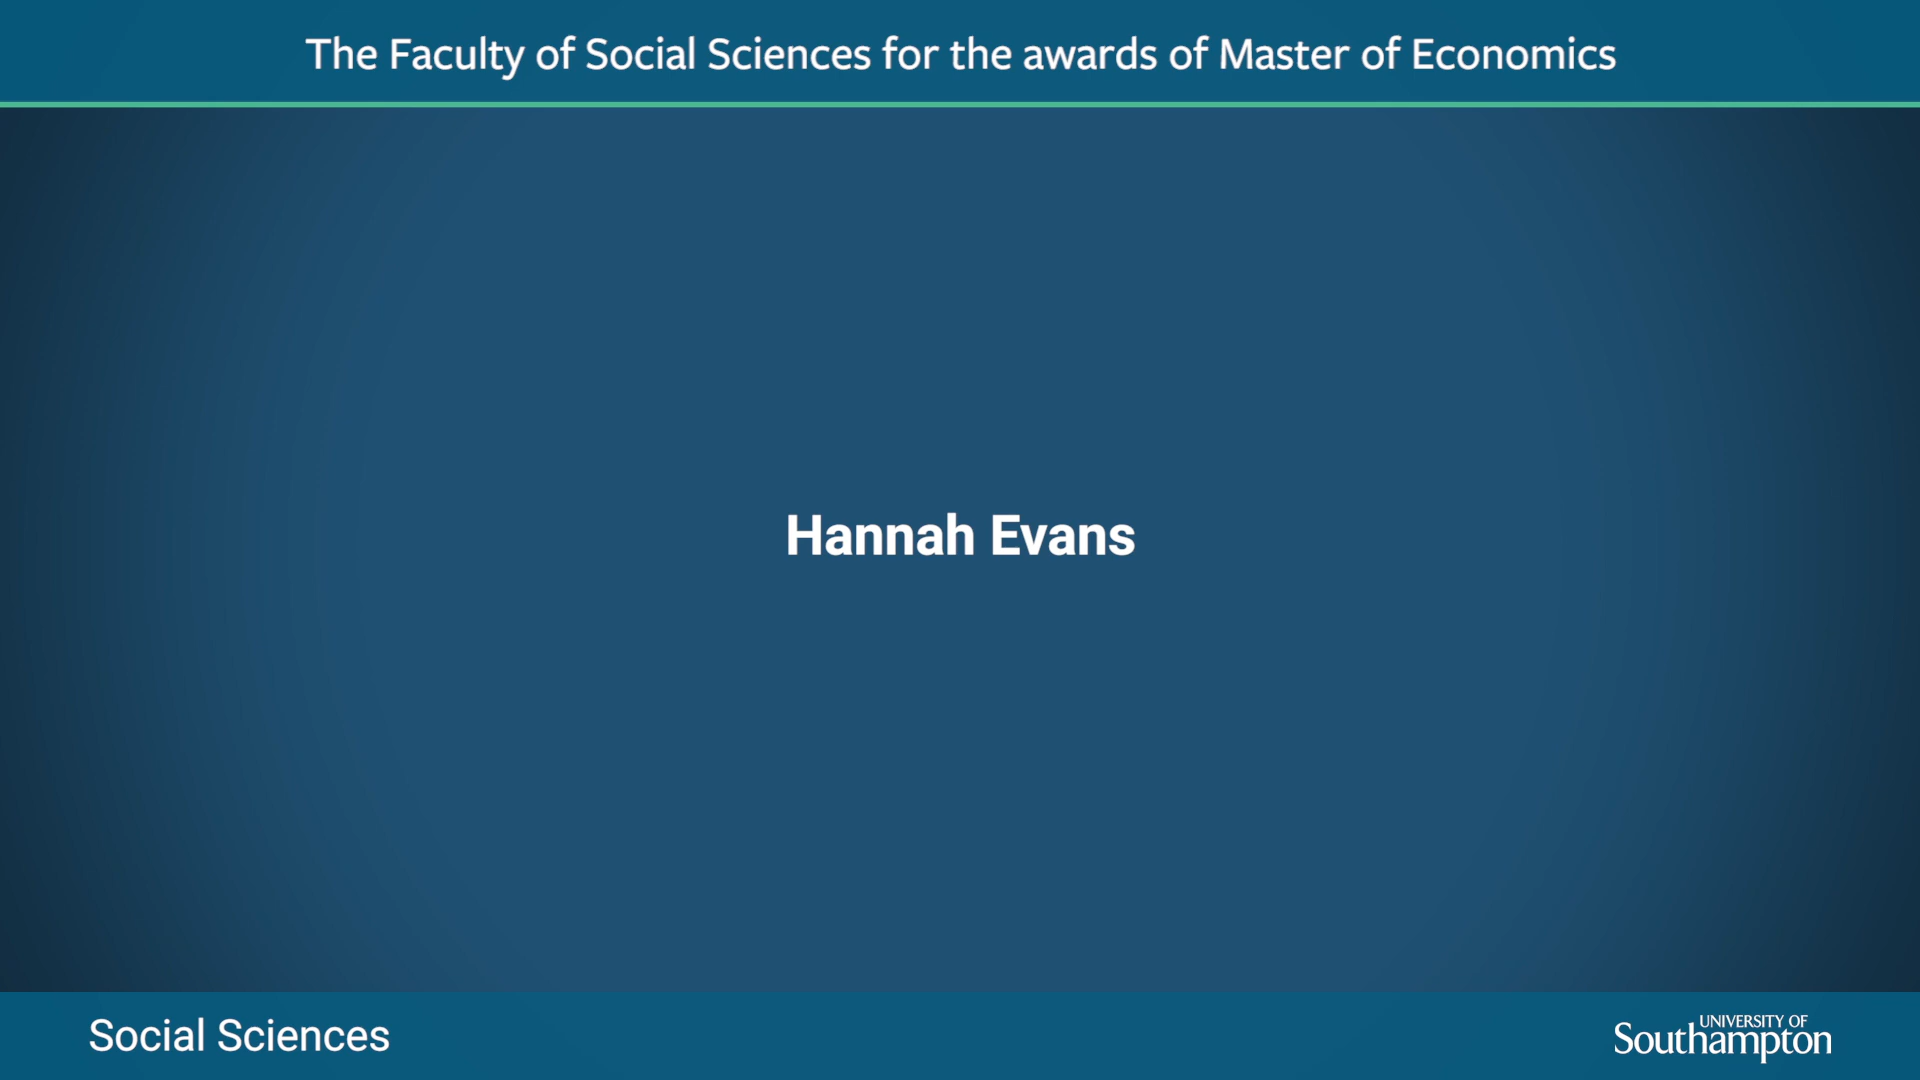 The Faculty of Social Sciences for the awards of Master of Economics
Hannah Evans
Social Sciences
UNIVERSITY OF
Southampton